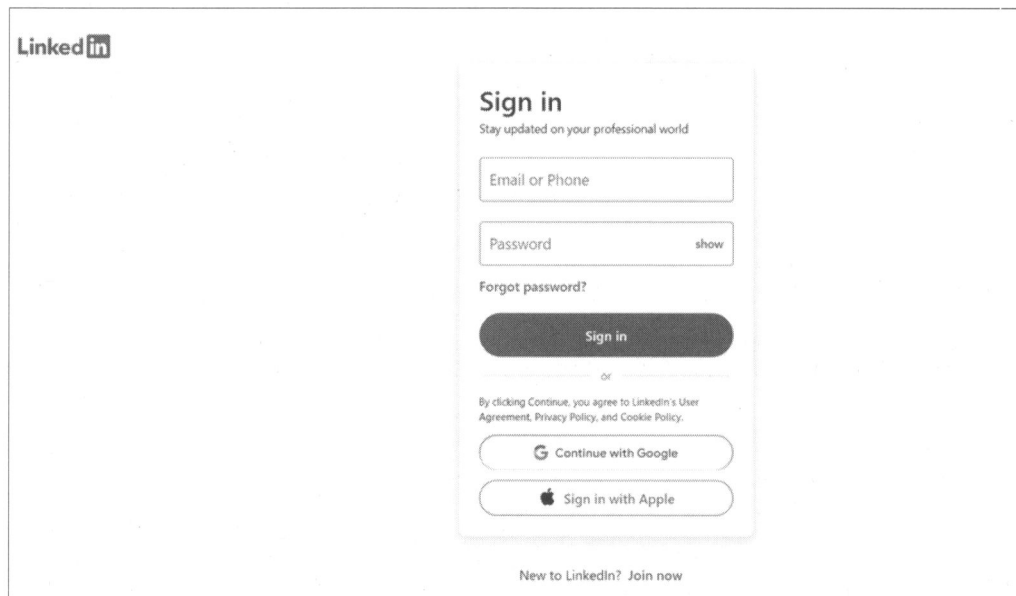 Linked in
Sign in
Stay updated on your professional world
Email or Phone
Password show
Forgot password?
Sign in
or
By clicking Continue, you agree to LinkedIn's User
Agreement, Privacy Policy, and Cookie Policy.
G Continue with Google
Sign in with Apple
New to LinkedIn? Join now